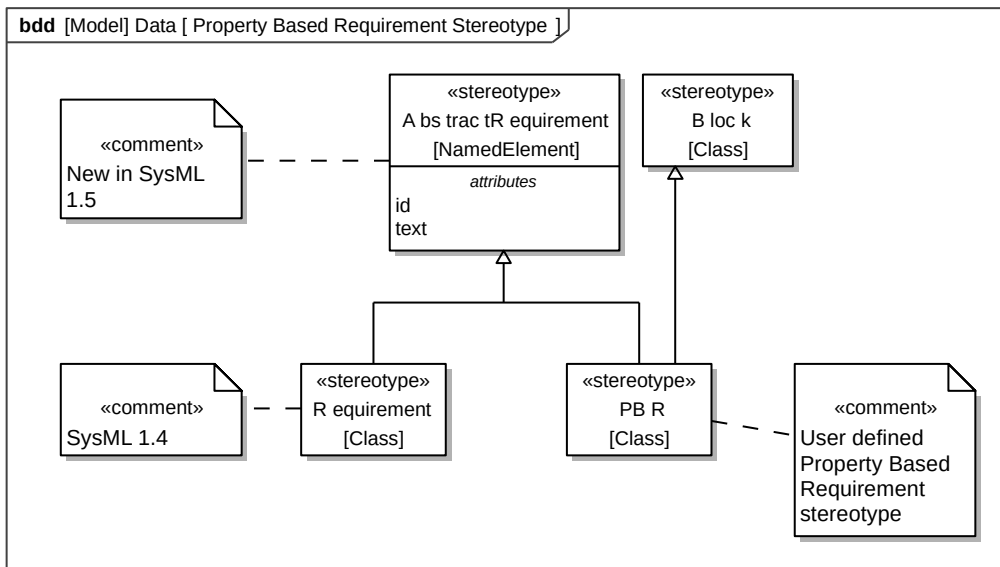 bdd [Model] Data [ Property Based Requirement Stereotype ]
«stereotype»
A bs trac tR equirement
[NamedElement]
attributes
id
text
«stereotype»
B loc k
[Class]
«comment»
New in SysML
1.5
«comment»
SysML 1.4
«stereotype»
R equirement
[Class]
«stereotype»
PB R
[Class]
«comment»
User defined
Property Based
Requirement
stereotype